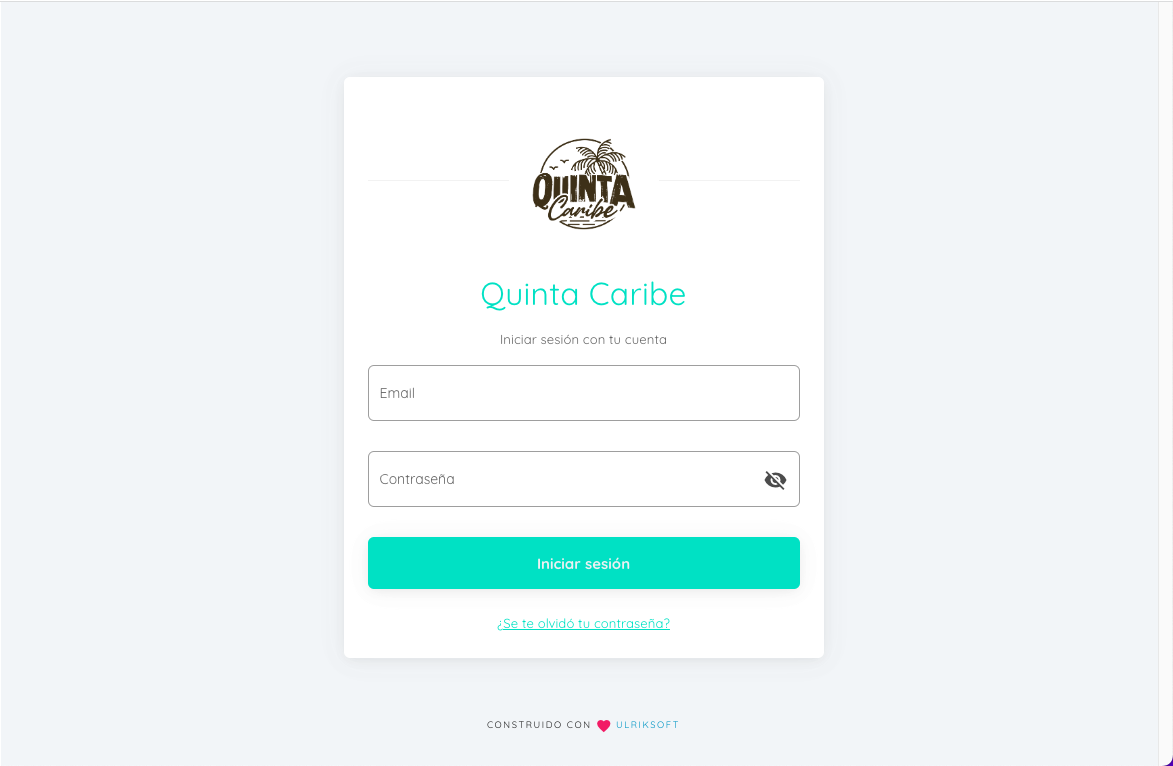 QUINTA
Caribe
Quinta Caribe
Iniciar sesión con tu cuenta
Email
Contraseña
Iniciar sesión
¿Se te olvidó tu contraseña?
CONSTRUIDO CON ULRIKSOFT